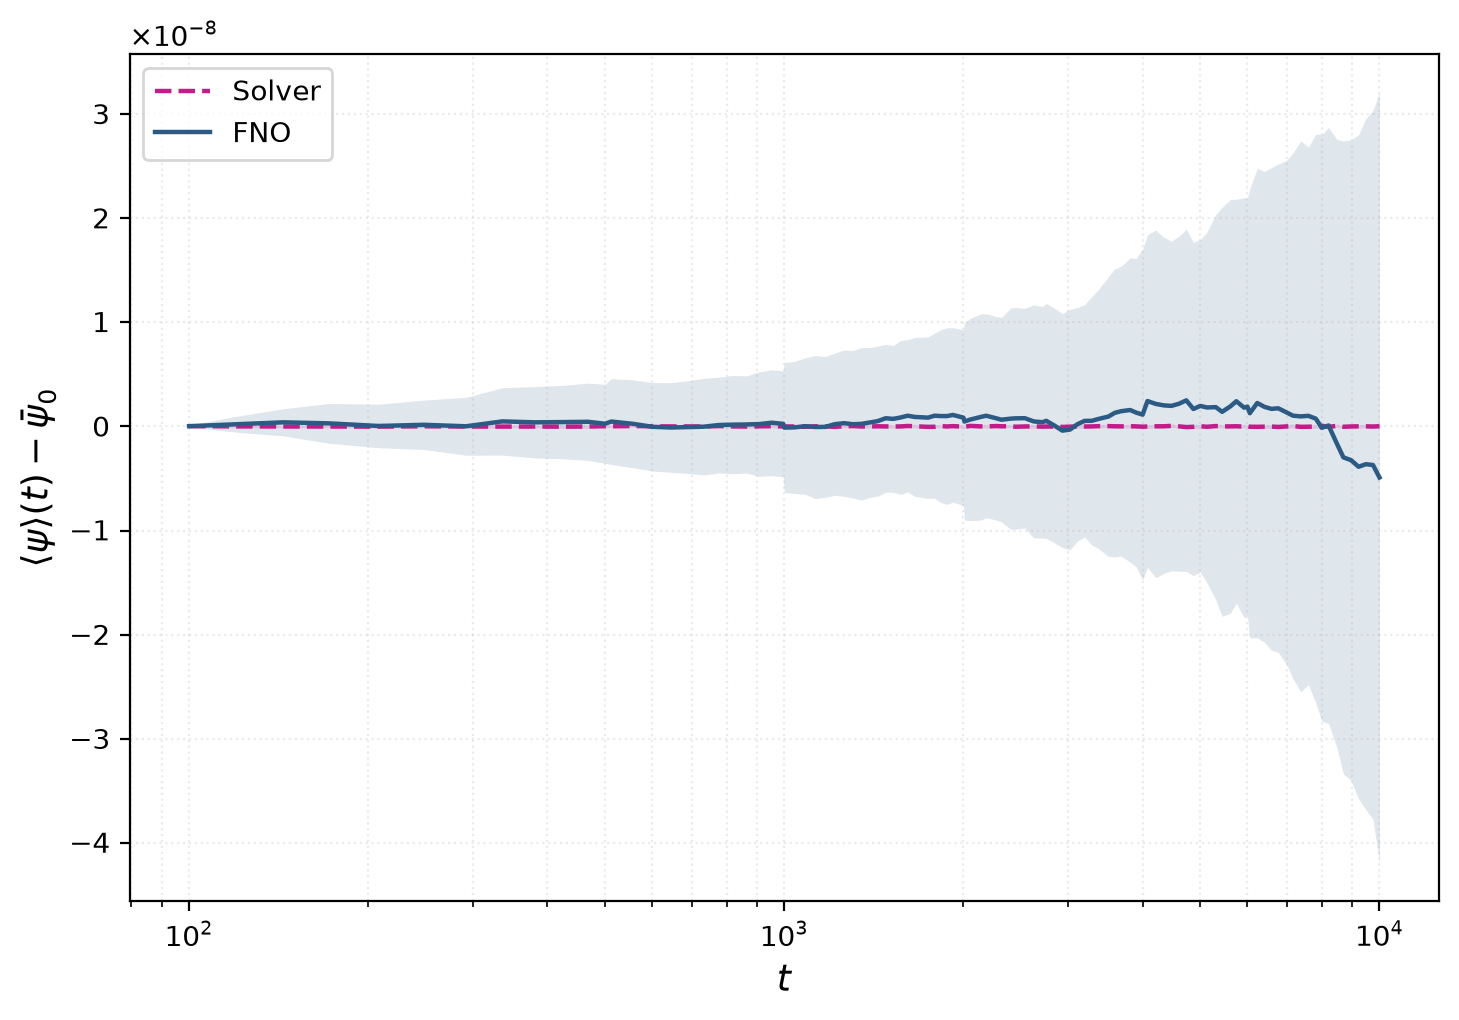 ×10⁻⁸
Solver
FNO
3
2
1
0
−1
−2
−3
−4
⟨ψ⟩(t) − ψ̄₀
10² 10³ 10⁴
t